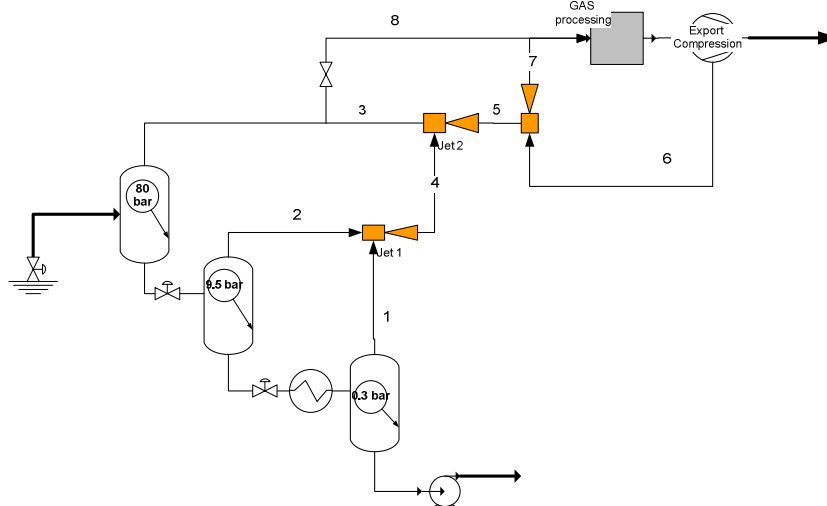 GAS
processing
8
Export
Compression
7
3
5
Jet 2
6
4
80
bar
2
Jet 1
9.5 bar
1
0.3 bar